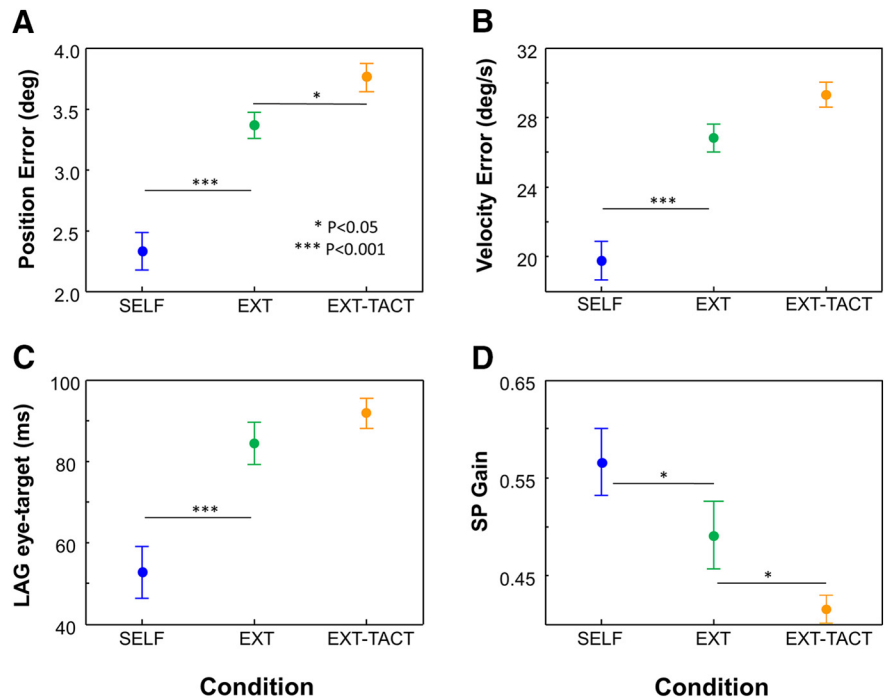 A
Position Error (deg)
4.0
3.5
3.0
2.5
2.0
*
***
* P<0.05
*** P<0.001
SELF EXT EXT-TACT
B
Velocity Error (deg/s)
32
28
24
20
***
SELF EXT EXT-TACT
C
LAG eye-target (ms)
100
80
60
40
***
SELF EXT EXT-TACT
Condition
D
SP Gain
0.65
0.55
0.45
*
*
SELF EXT EXT-TACT
Condition